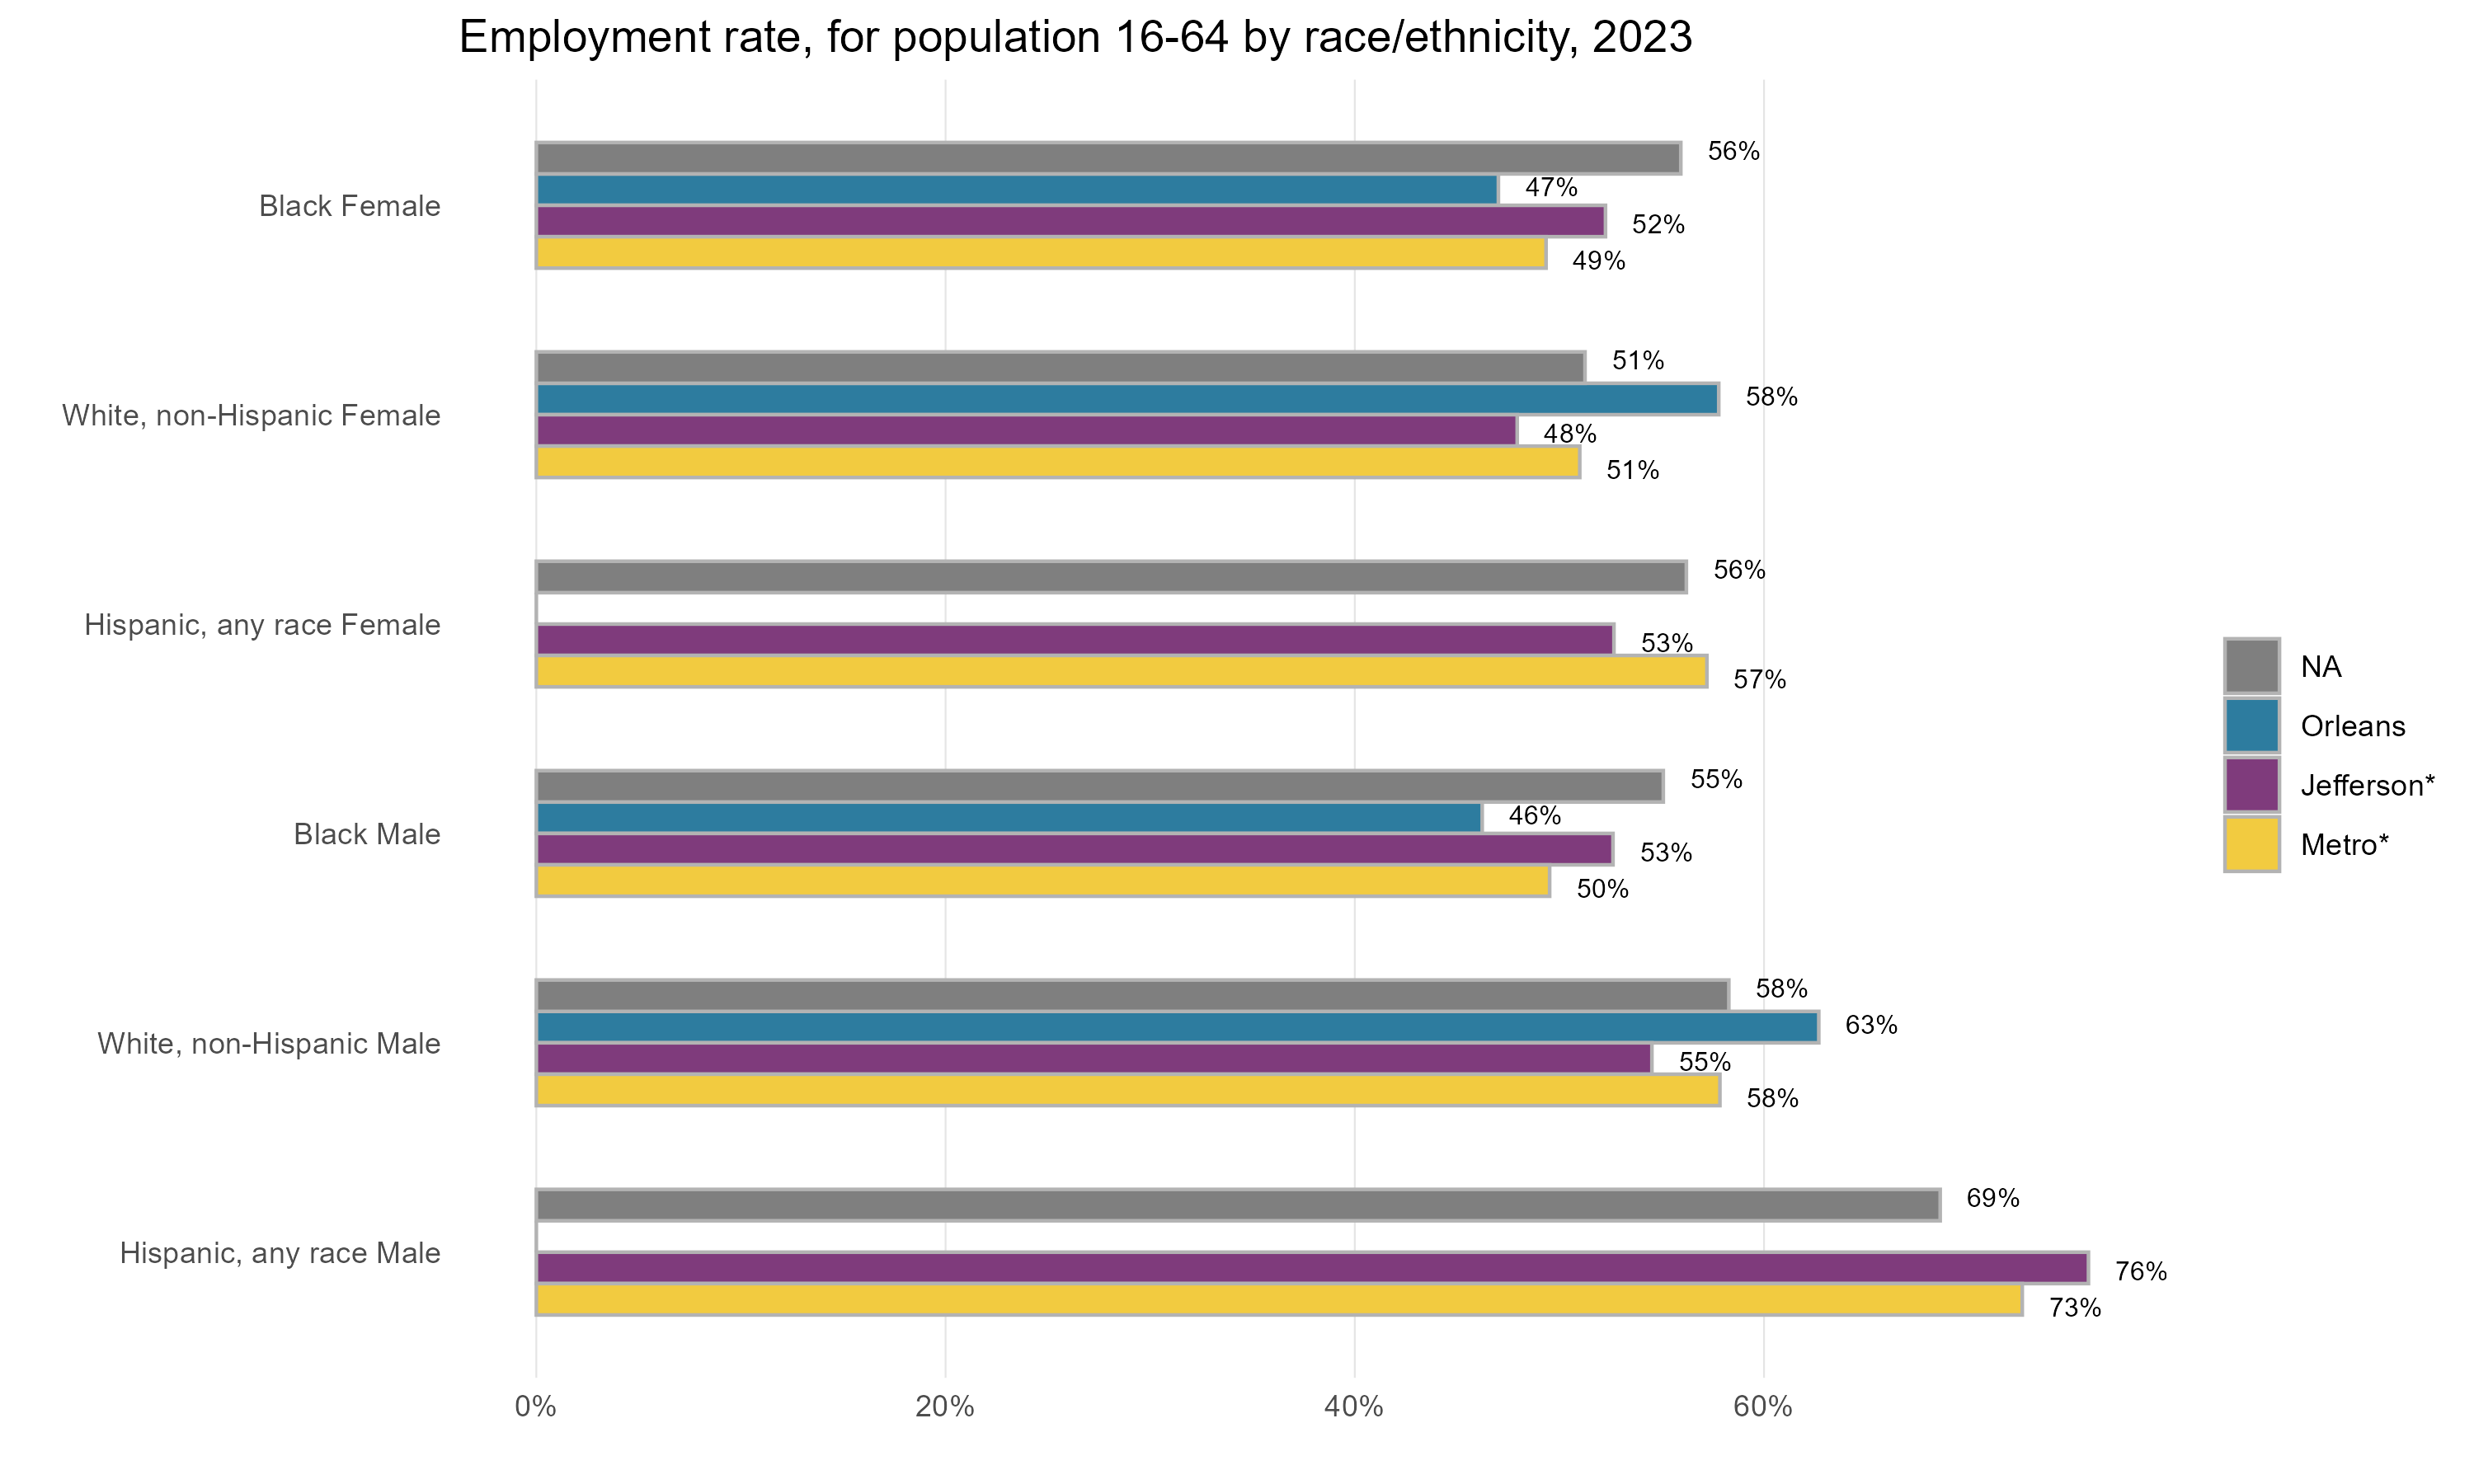 Employment rate, for population 16-64 by race/ethnicity, 2023
Black Female
56%
47%
52%
49%
White, non-Hispanic Female
51%
58%
48%
51%
Hispanic, any race Female
56%
53%
57%
Black Male
55%
46%
53%
50%
White, non-Hispanic Male
58%
63%
55%
58%
Hispanic, any race Male
69%
76%
73%
0%
20%
40%
60%
NA
Orleans
Jefferson*
Metro*